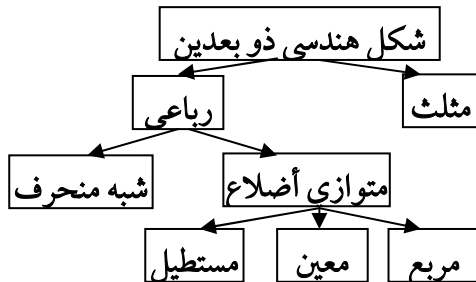 شكل هندسي ذو بعدين
مثلث
رباعي
متوازي أضلاع
شبه منحرف
مربع
معين
مستطيل